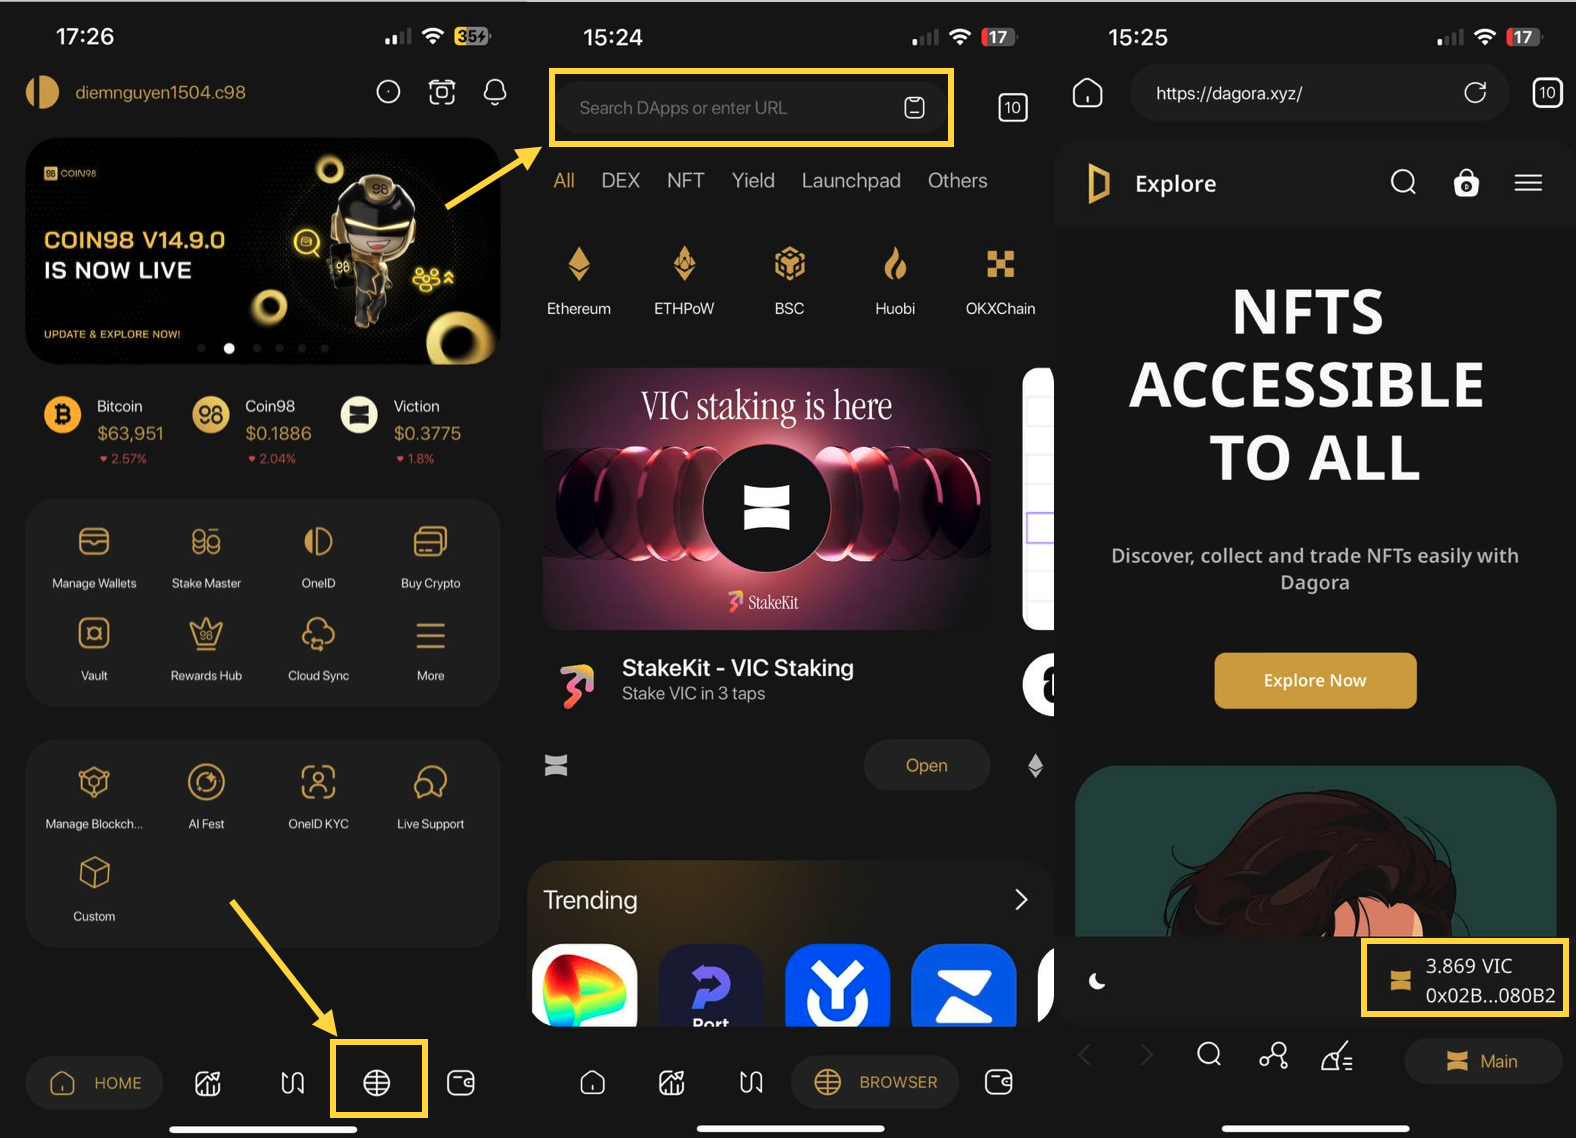 17:26
35
diemnguyen1504.c98
98 COIN98
COIN98 V14.9.0
IS NOW LIVE
UPDATE & EXPLORE NOW!
98
98
Bitcoin
$63,951
2.57%
Coin98
$0.1886
2.04%
Viction
$0.3775
1.8%
Manage Wallets
Stake Master
OneID
Buy Crypto
Vault
Rewards Hub
Cloud Sync
More
Manage Blockch...
AI Fest
OneID KYC
Live Support
Custom
HOME
15:24
17
Search DApps or enter URL
10
All
DEX
NFT
Yield
Launchpad
Others
Ethereum
ETHPoW
BSC
Huobi
OKXChain
VIC staking is here
StakeKit
StakeKit - VIC Staking
Stake VIC in 3 taps
Open
Trending
Port
BROWSER
15:25
17
https://dagora.xyz/
10
Explore
NFTS
ACCESSIBLE
TO ALL
Discover, collect and trade NFTs easily with
Dagora
Explore Now
3.869 VIC
0x02B...080B2
Main